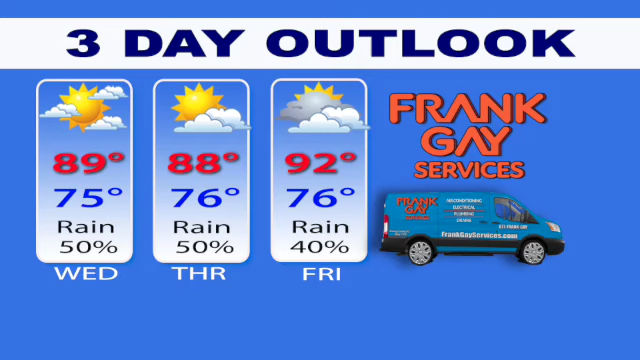 3 DAY OUTLOOK
89°
75°
Rain
50%
WED
88°
76°
Rain
50%
THR
92°
76°
Rain
40%
FRI
FRANK
GAY
SERVICES
FRANK
GAY
AIR CONDITIONING
ELECTRICAL
PLUMBING
DRAINS
FrankGayServices.com